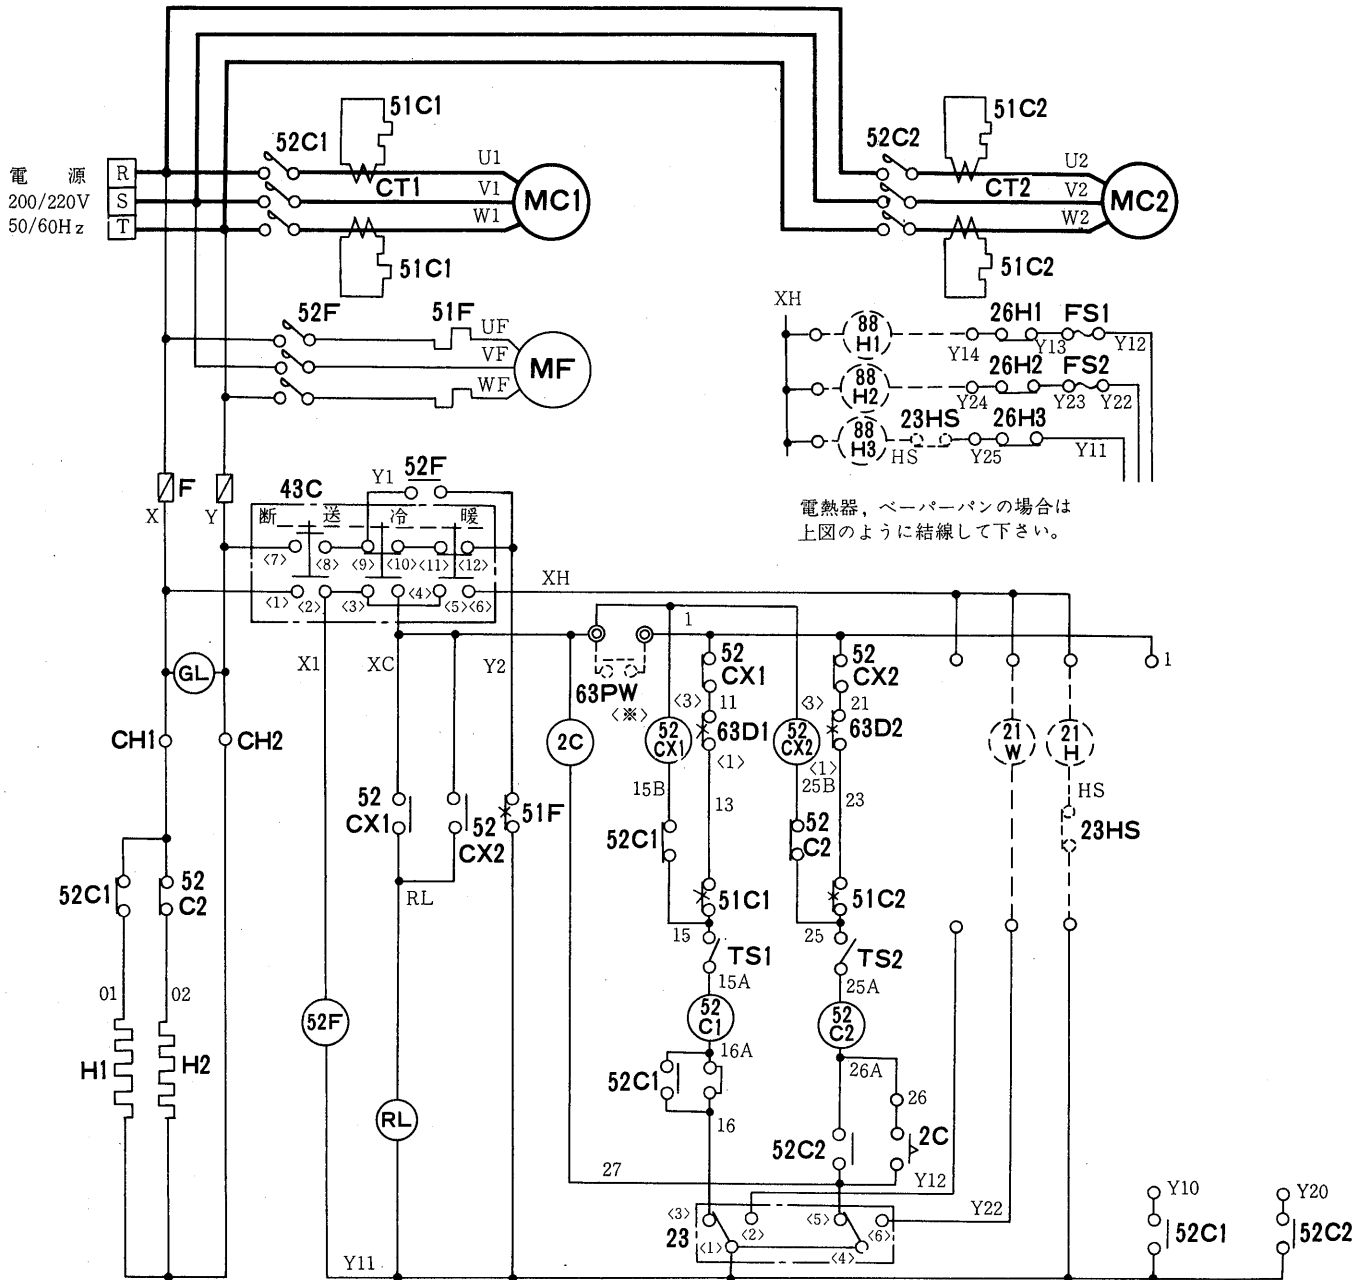 51C1
51C2
52C1
52C2
電 源
200/220V
50/60Hz
R
S
T
U1
V1
W1
CT1
MC1
U2
V2
W2
CT2
MC2
51C1
51C2
52F
51F
UF
VF
WF
MF
XH
88 H1
Y14
26H1
Y13
FS1
Y12
88 H2
Y24
26H2
Y23
FS2
Y22
88 H3
HS
23HS
Y25
26H3
Y11
電熱器,ベーパーパンの場合は
上図のように結線して下さい。
F
X
Y
43C
Y1
52F
断 送 冷 暖
<7> <8> <9> <10> <11> <12>
<1> <2> <3> <4> <5> <6>
XH
X1
XC
Y2
GL
CH1
CH2
1
63PW
<※>
2C
52 CX1
<3>
11
63D1
<1>
52 CX1
15B
13
52 CX2
<3>
21
63D2
<1>
52 CX2
25B
23
1
21 W
21 H
HS
23HS
52 CX1
52 CX2
51F
52C1
52 C2
RL
52C1
51C1
52 C2
51C2
15
TS1
15A
25
TS2
25A
01
02
H1
H2
52F
RL
52 C1
16A
52C1
16
52 C2
26A
26
52C2
2C
27
Y12
Y22
23
<3>
<2>
<1>
<5>
<6>
<4>
Y11
Y10
52C1
Y20
52C2